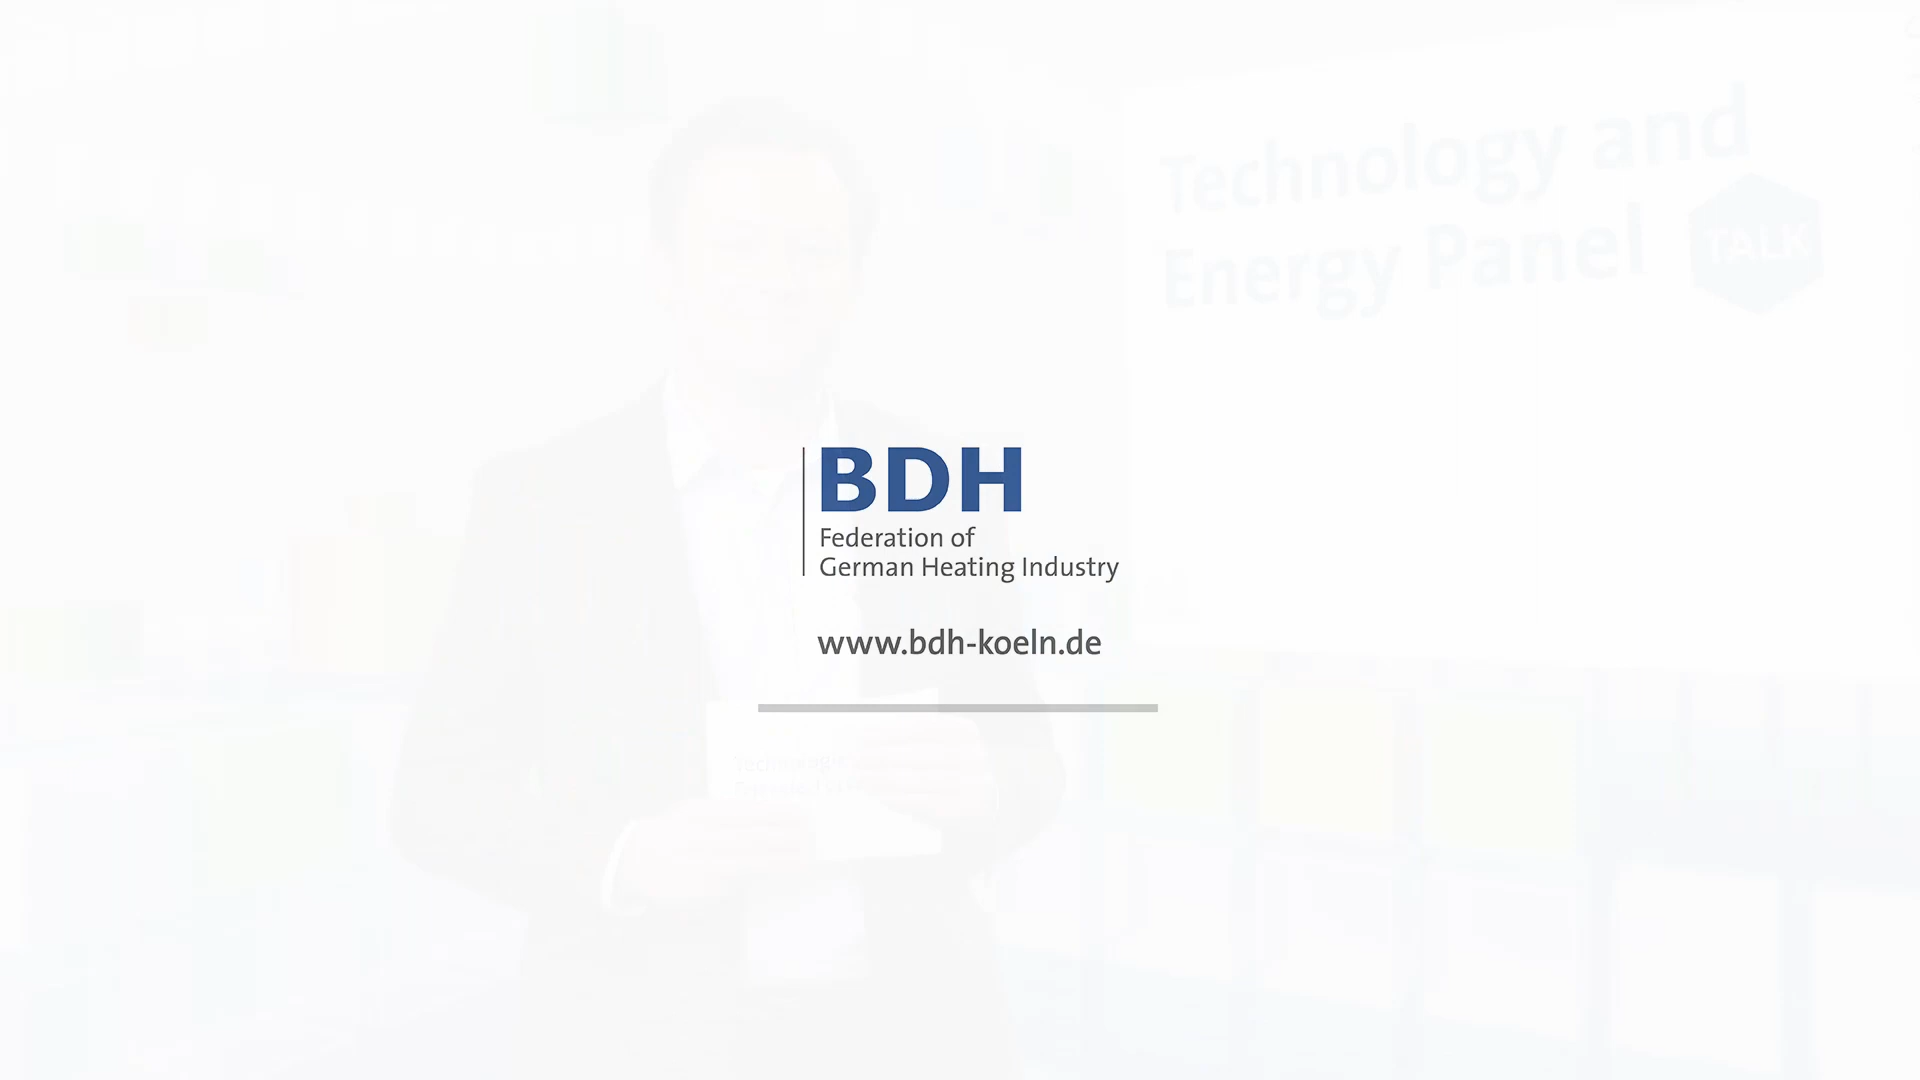 Technology and
Energy Panel
TALK
BDH
Federation of
German Heating Industry
www.bdh-koeln.de